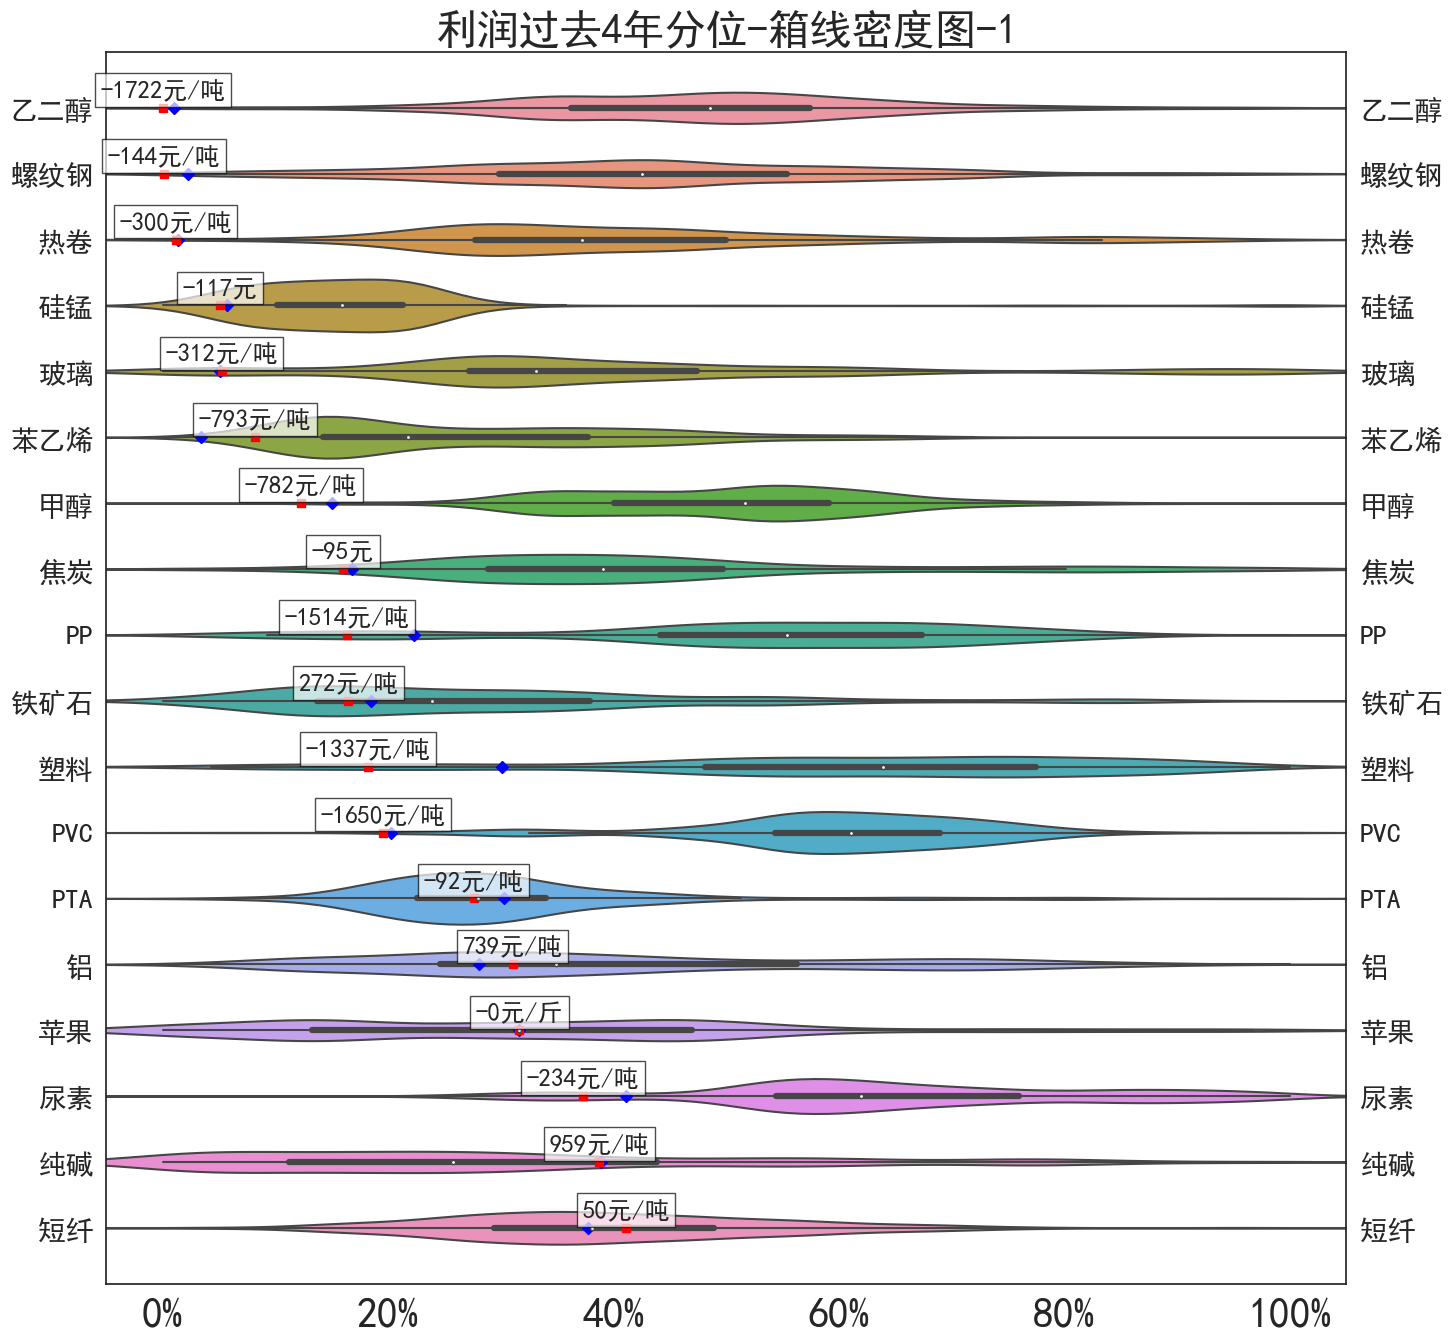 利润过去4年分位-箱线密度图-1
乙二醇 -1722元/吨 乙二醇
螺纹钢 -144元/吨 螺纹钢
热卷 -300元/吨 热卷
硅锰 -117元 硅锰
玻璃 -312元/吨 玻璃
苯乙烯 -793元/吨 苯乙烯
甲醇 -782元/吨 甲醇
焦炭 -95元 焦炭
PP -1514元/吨 PP
铁矿石 272元/吨 铁矿石
塑料 -1337元/吨 塑料
PVC -1650元/吨 PVC
PTA -92元/吨 PTA
铝 739元/吨 铝
苹果 -0元/斤 苹果
尿素 -234元/吨 尿素
纯碱 959元/吨 纯碱
短纤 50元/吨 短纤
0% 20% 40% 60% 80% 100%